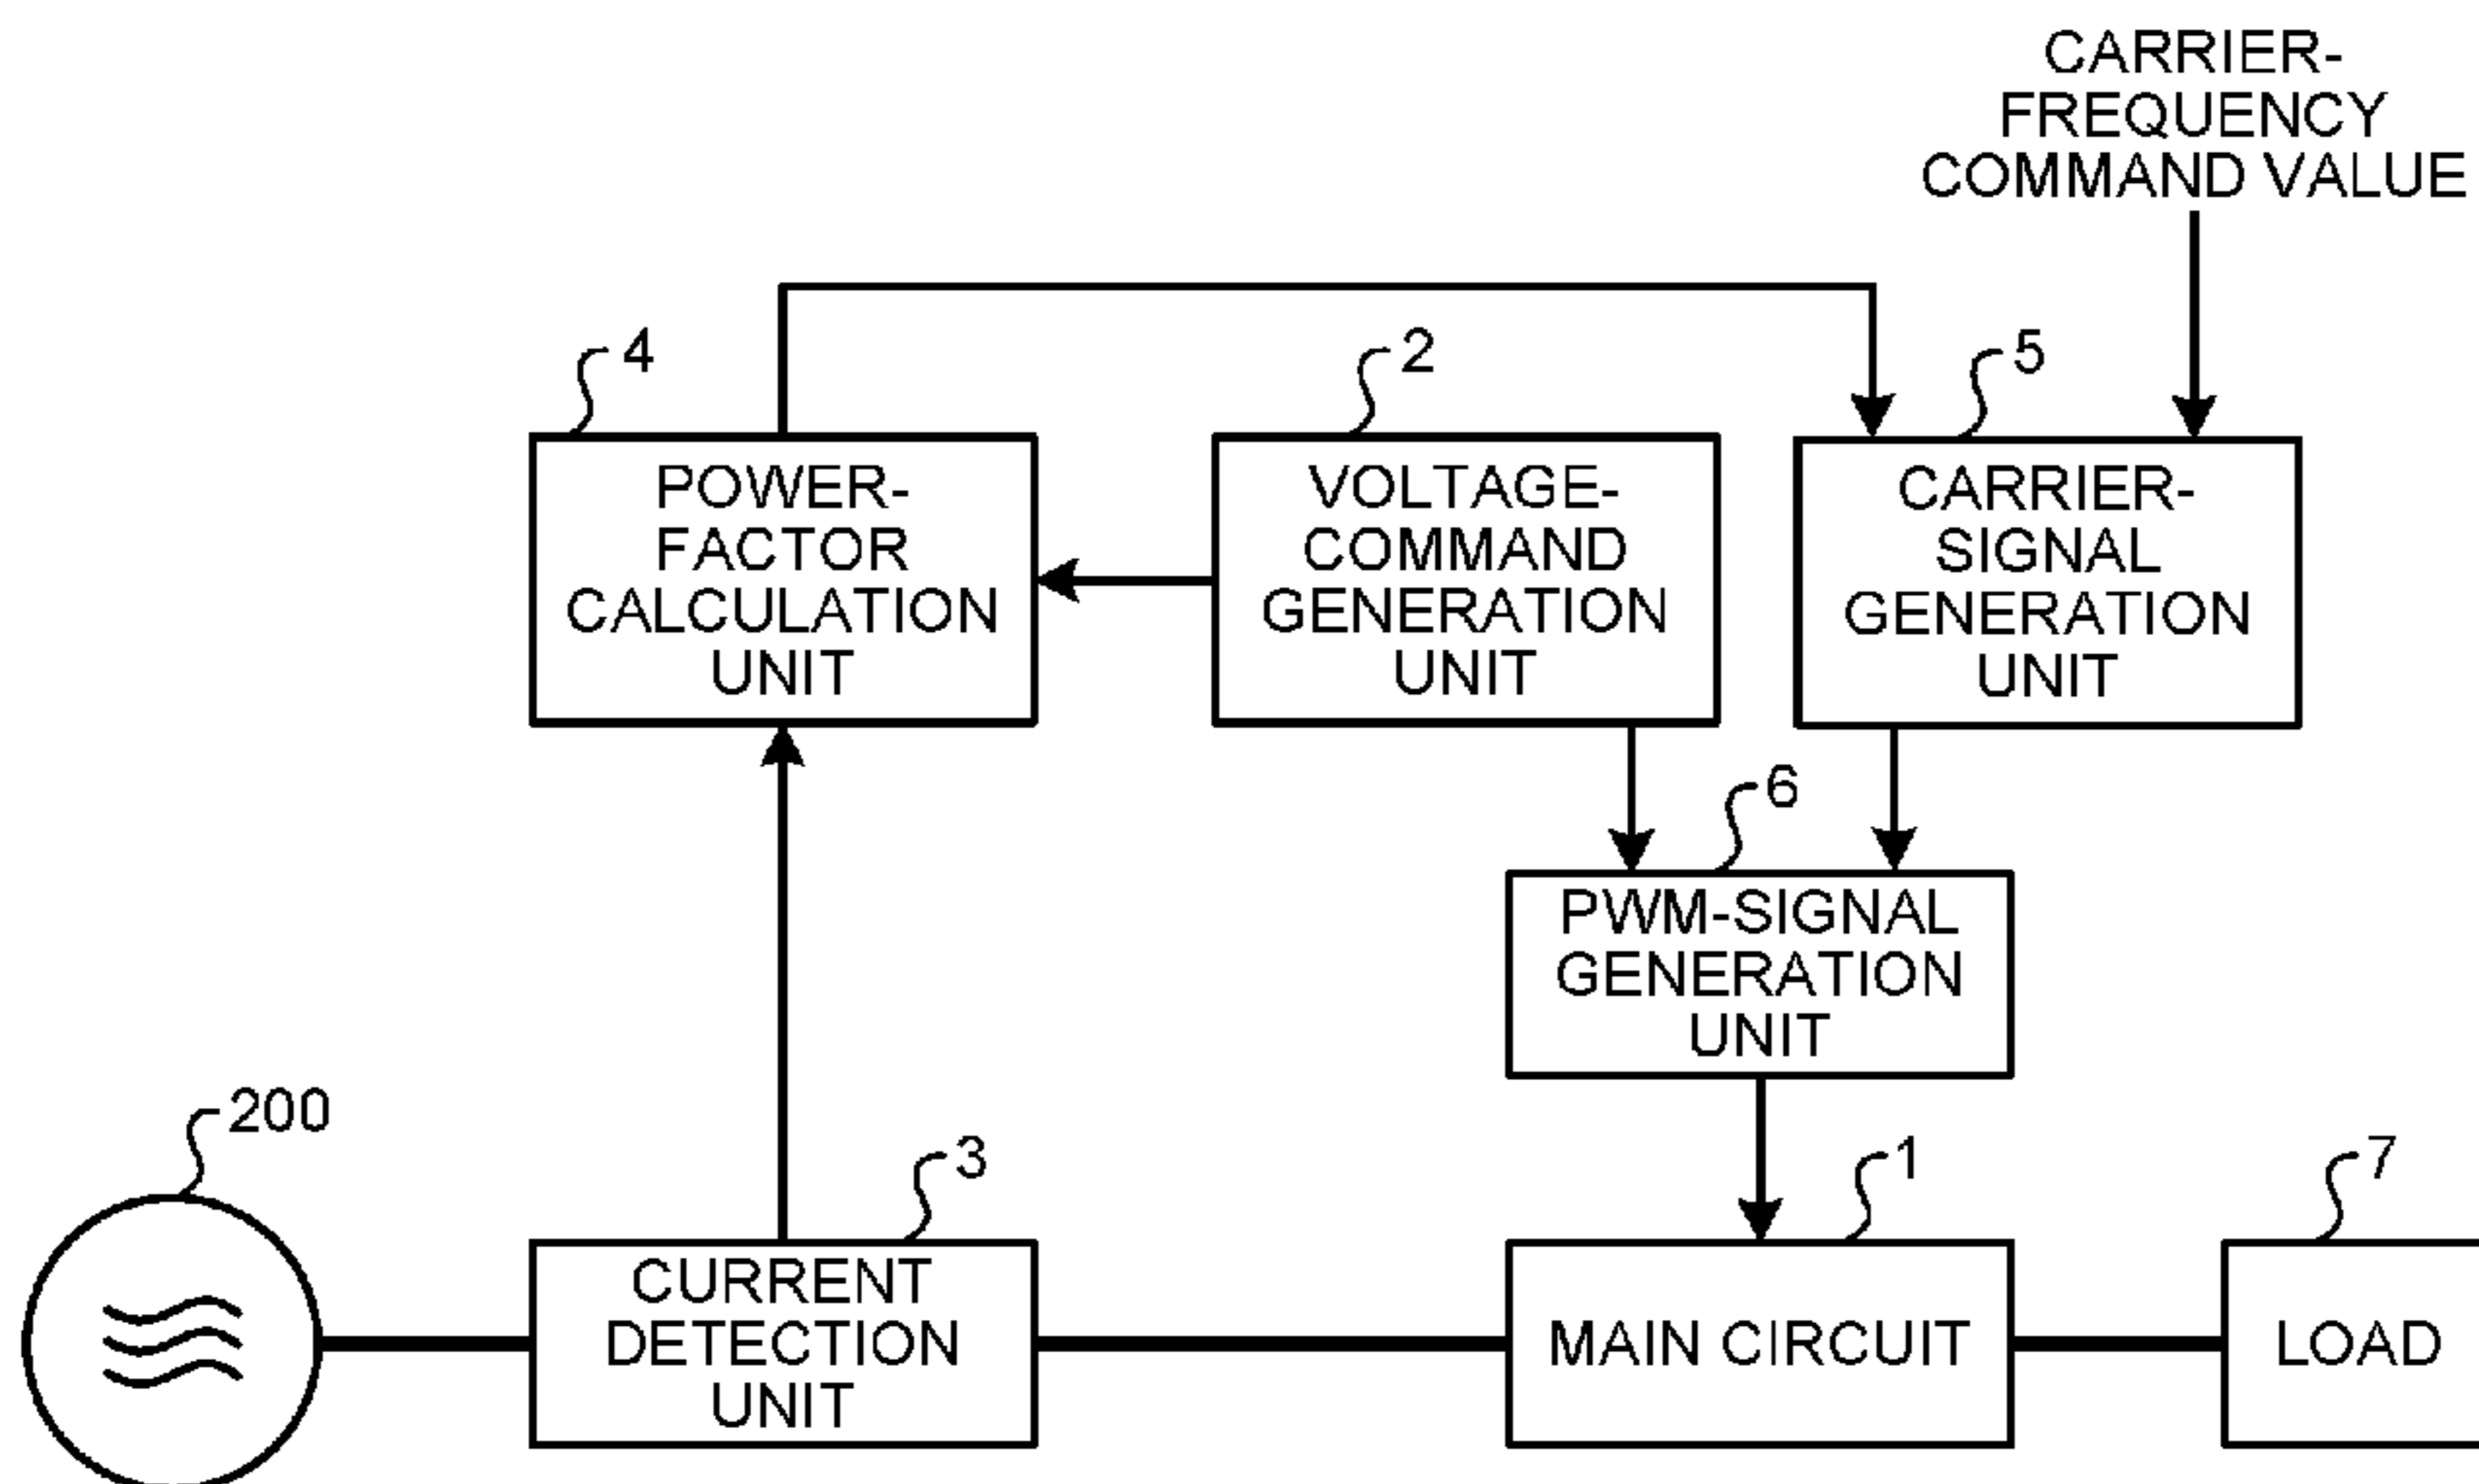 CARRIER-
FREQUENCY
COMMAND VALUE
4
2
5
POWER-
FACTOR
CALCULATION
UNIT
VOLTAGE-
COMMAND
GENERATION
UNIT
CARRIER-
SIGNAL
GENERATION
UNIT
6
PWM-SIGNAL
GENERATION
UNIT
200
3
1
7
CURRENT
DETECTION
UNIT
MAIN CIRCUIT
LOAD